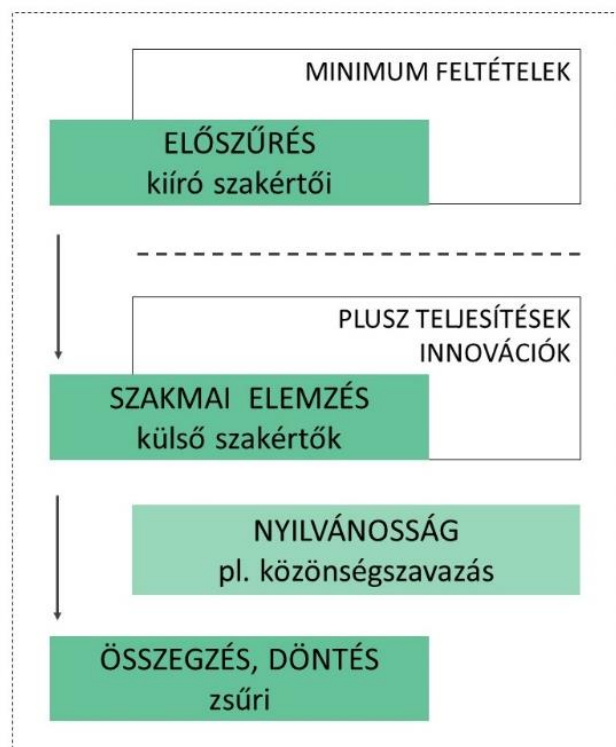 MINIMUM FELTÉTELEK
ELŐSZŰRÉS
kiíró szakértői
PLUSZ TELJESÍTÉSEK
INNOVÁCIÓK
SZAKMAI ELEMZÉS
külső szakértők
NYILVÁNOSSÁG
pl. közönségszavazás
ÖSSZEGZÉS, DÖNTÉS
zsűri